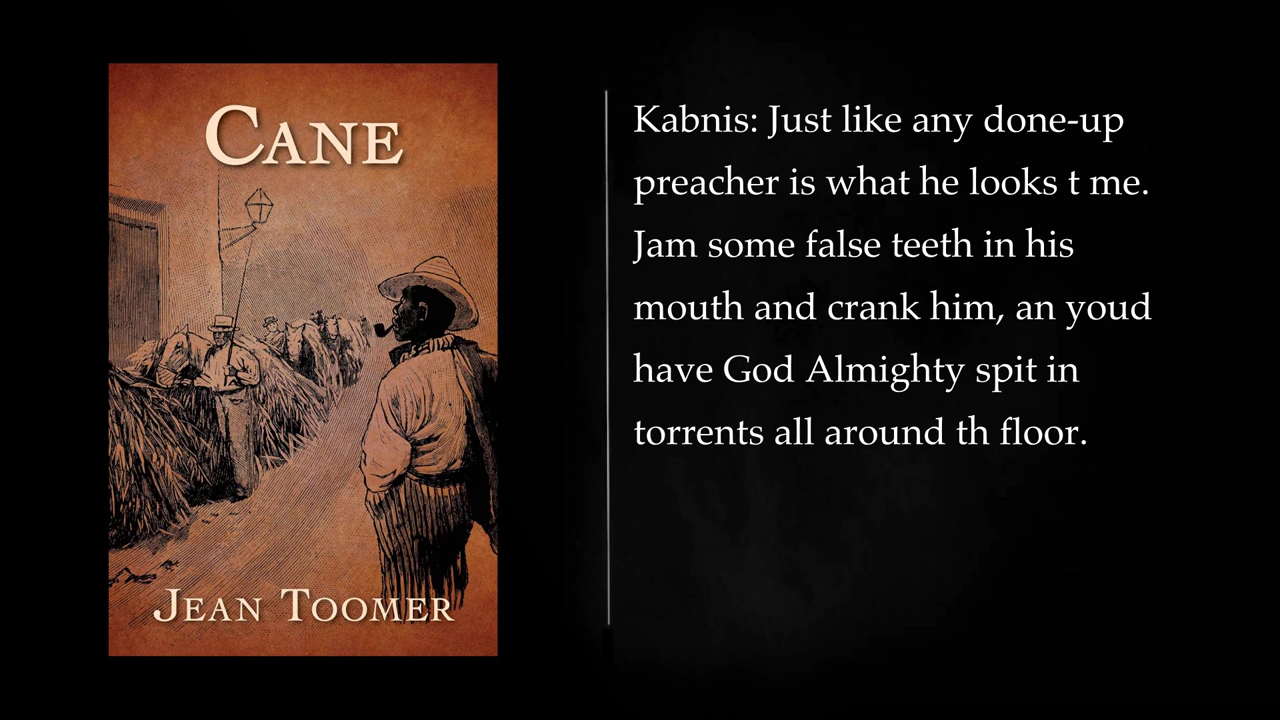 CANE
JEAN TOOMER
Kabnis: Just like any done-up
preacher is what he looks t me.
Jam some false teeth in his
mouth and crank him, an youd
have God Almighty spit in
torrents all around th floor.